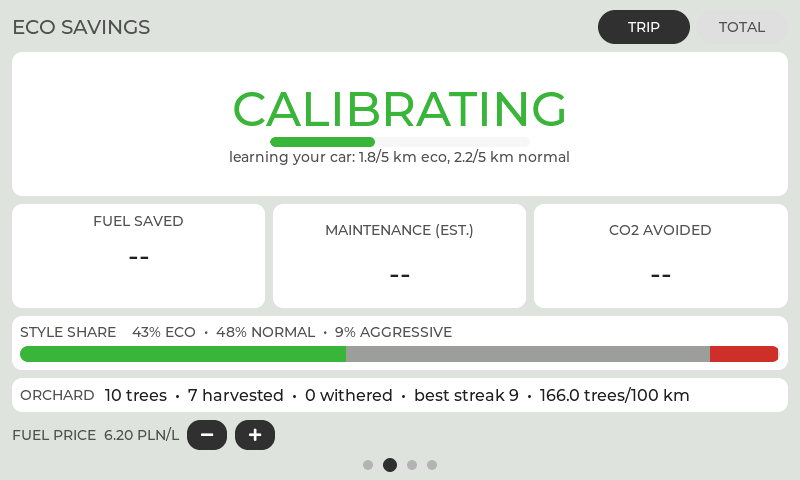 ECO SAVINGS TRIP TOTAL
CALIBRATING
learning your car: 1.8/5 km eco, 2.2/5 km normal
FUEL SAVED MAINTENANCE (EST.) CO2 AVOIDED
-- -- --
STYLE SHARE 43% ECO • 48% NORMAL • 9% AGGRESSIVE
ORCHARD 10 trees • 7 harvested • 0 withered • best streak 9 • 166.0 trees/100 km
FUEL PRICE 6.20 PLN/L − +